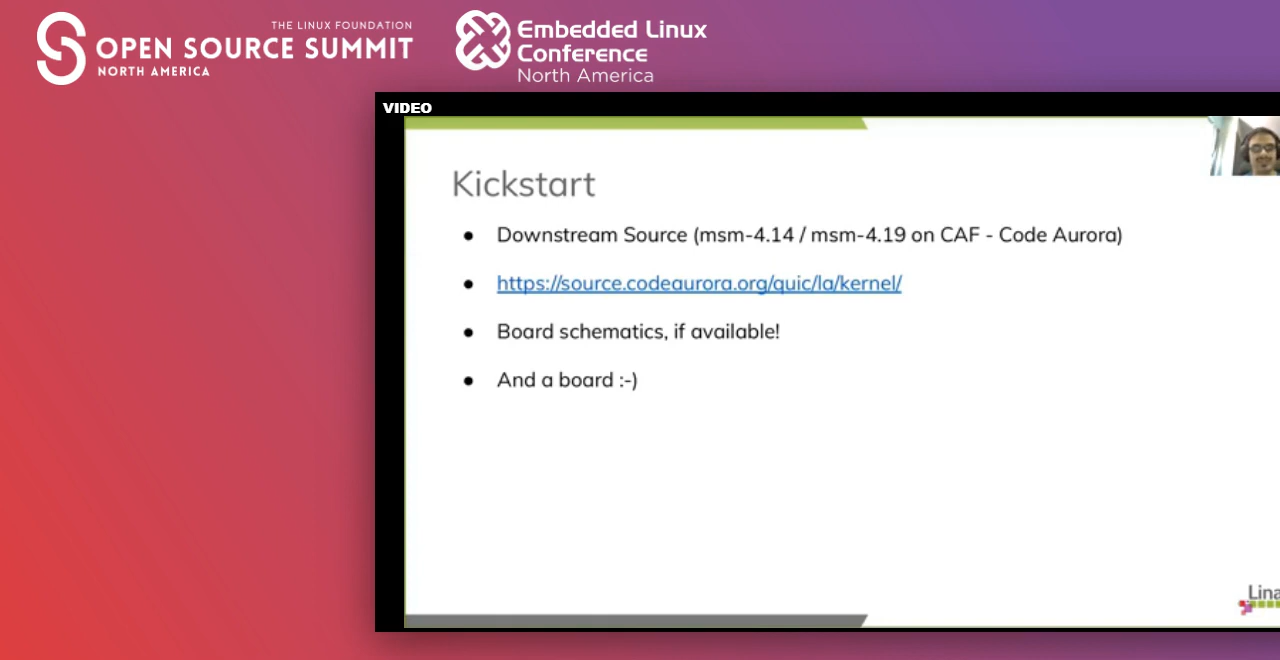 THE LINUX FOUNDATION
OPEN SOURCE SUMMIT
NORTH AMERICA
Embedded Linux
Conference
North America
VIDEO
Kickstart
● Downstream Source (msm-4.14 / msm-4.19 on CAF - Code Aurora)
● https://source.codeaurora.org/quic/la/kernel/
● Board schematics, if available!
● And a board :-)
Lina